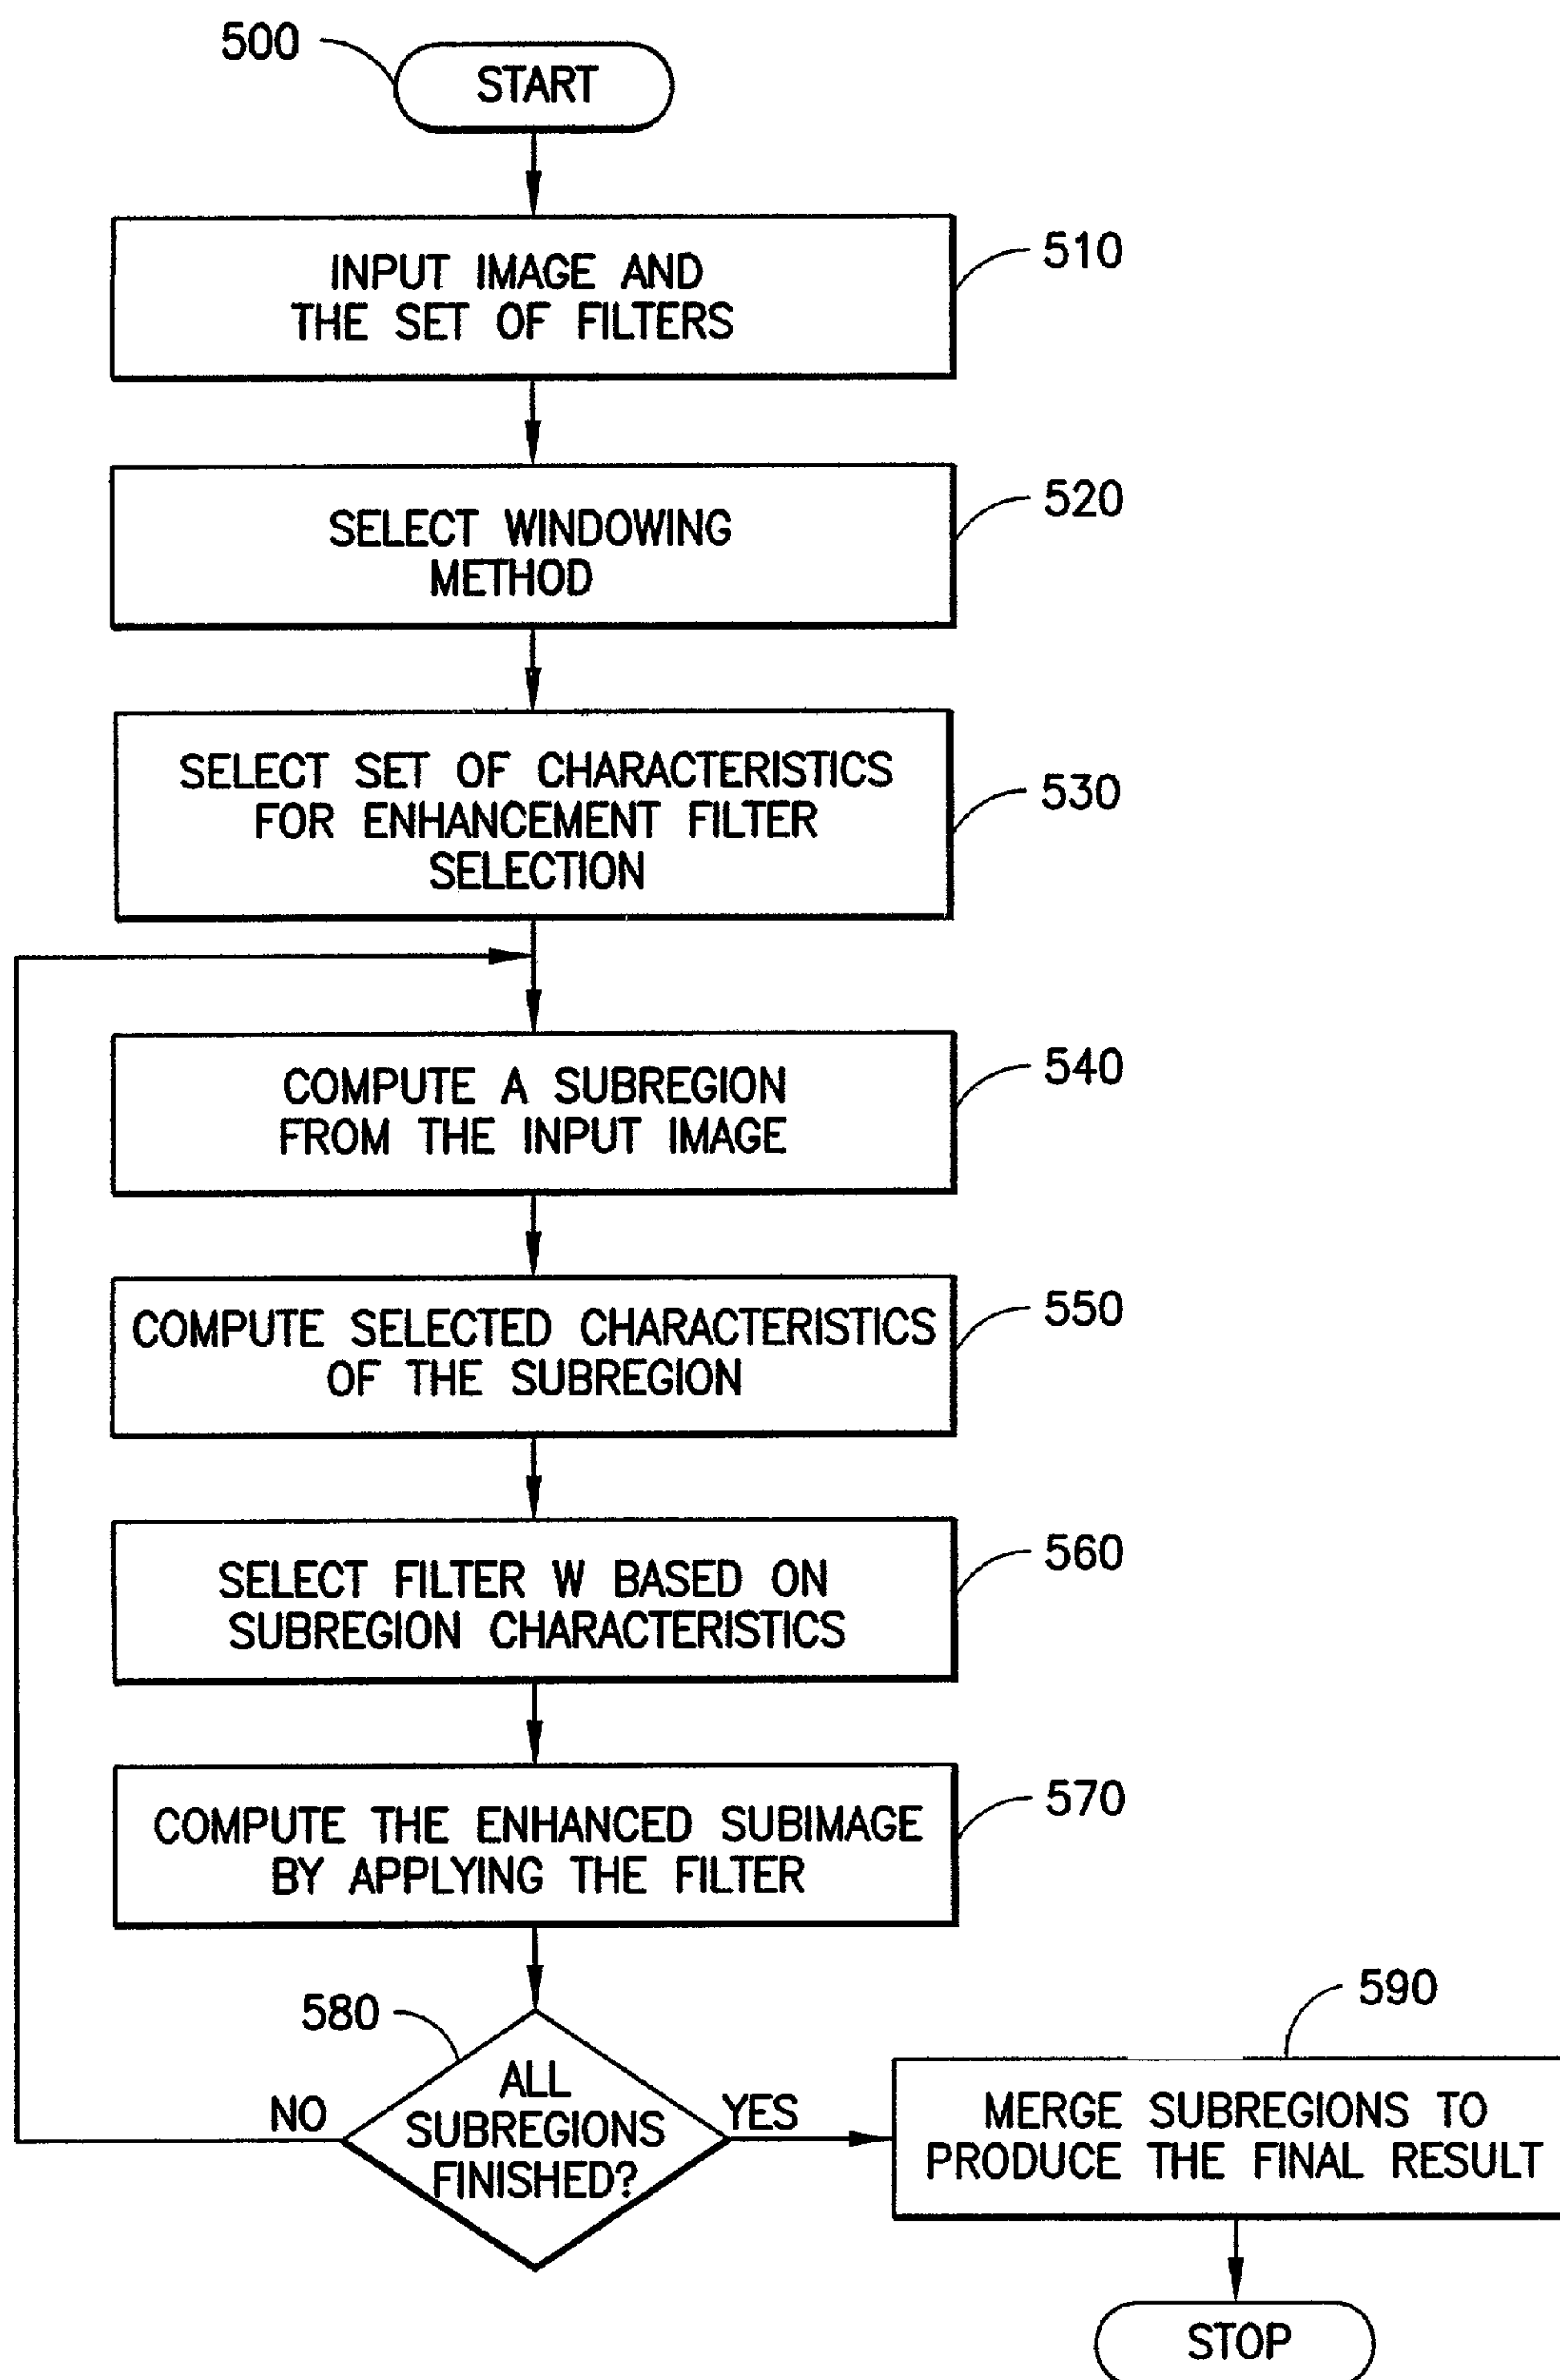 500
START
INPUT IMAGE AND
THE SET OF FILTERS
510
SELECT WINDOWING
METHOD
520
SELECT SET OF CHARACTERISTICS
FOR ENHANCEMENT FILTER
SELECTION
530
COMPUTE A SUBREGION
FROM THE INPUT IMAGE
540
COMPUTE SELECTED CHARACTERISTICS
OF THE SUBREGION
550
SELECT FILTER W BASED ON
SUBREGION CHARACTERISTICS
560
COMPUTE THE ENHANCED SUBIMAGE
BY APPLYING THE FILTER
570
580
ALL
SUBREGIONS
FINISHED?
NO
YES
590
MERGE SUBREGIONS TO
PRODUCE THE FINAL RESULT
STOP